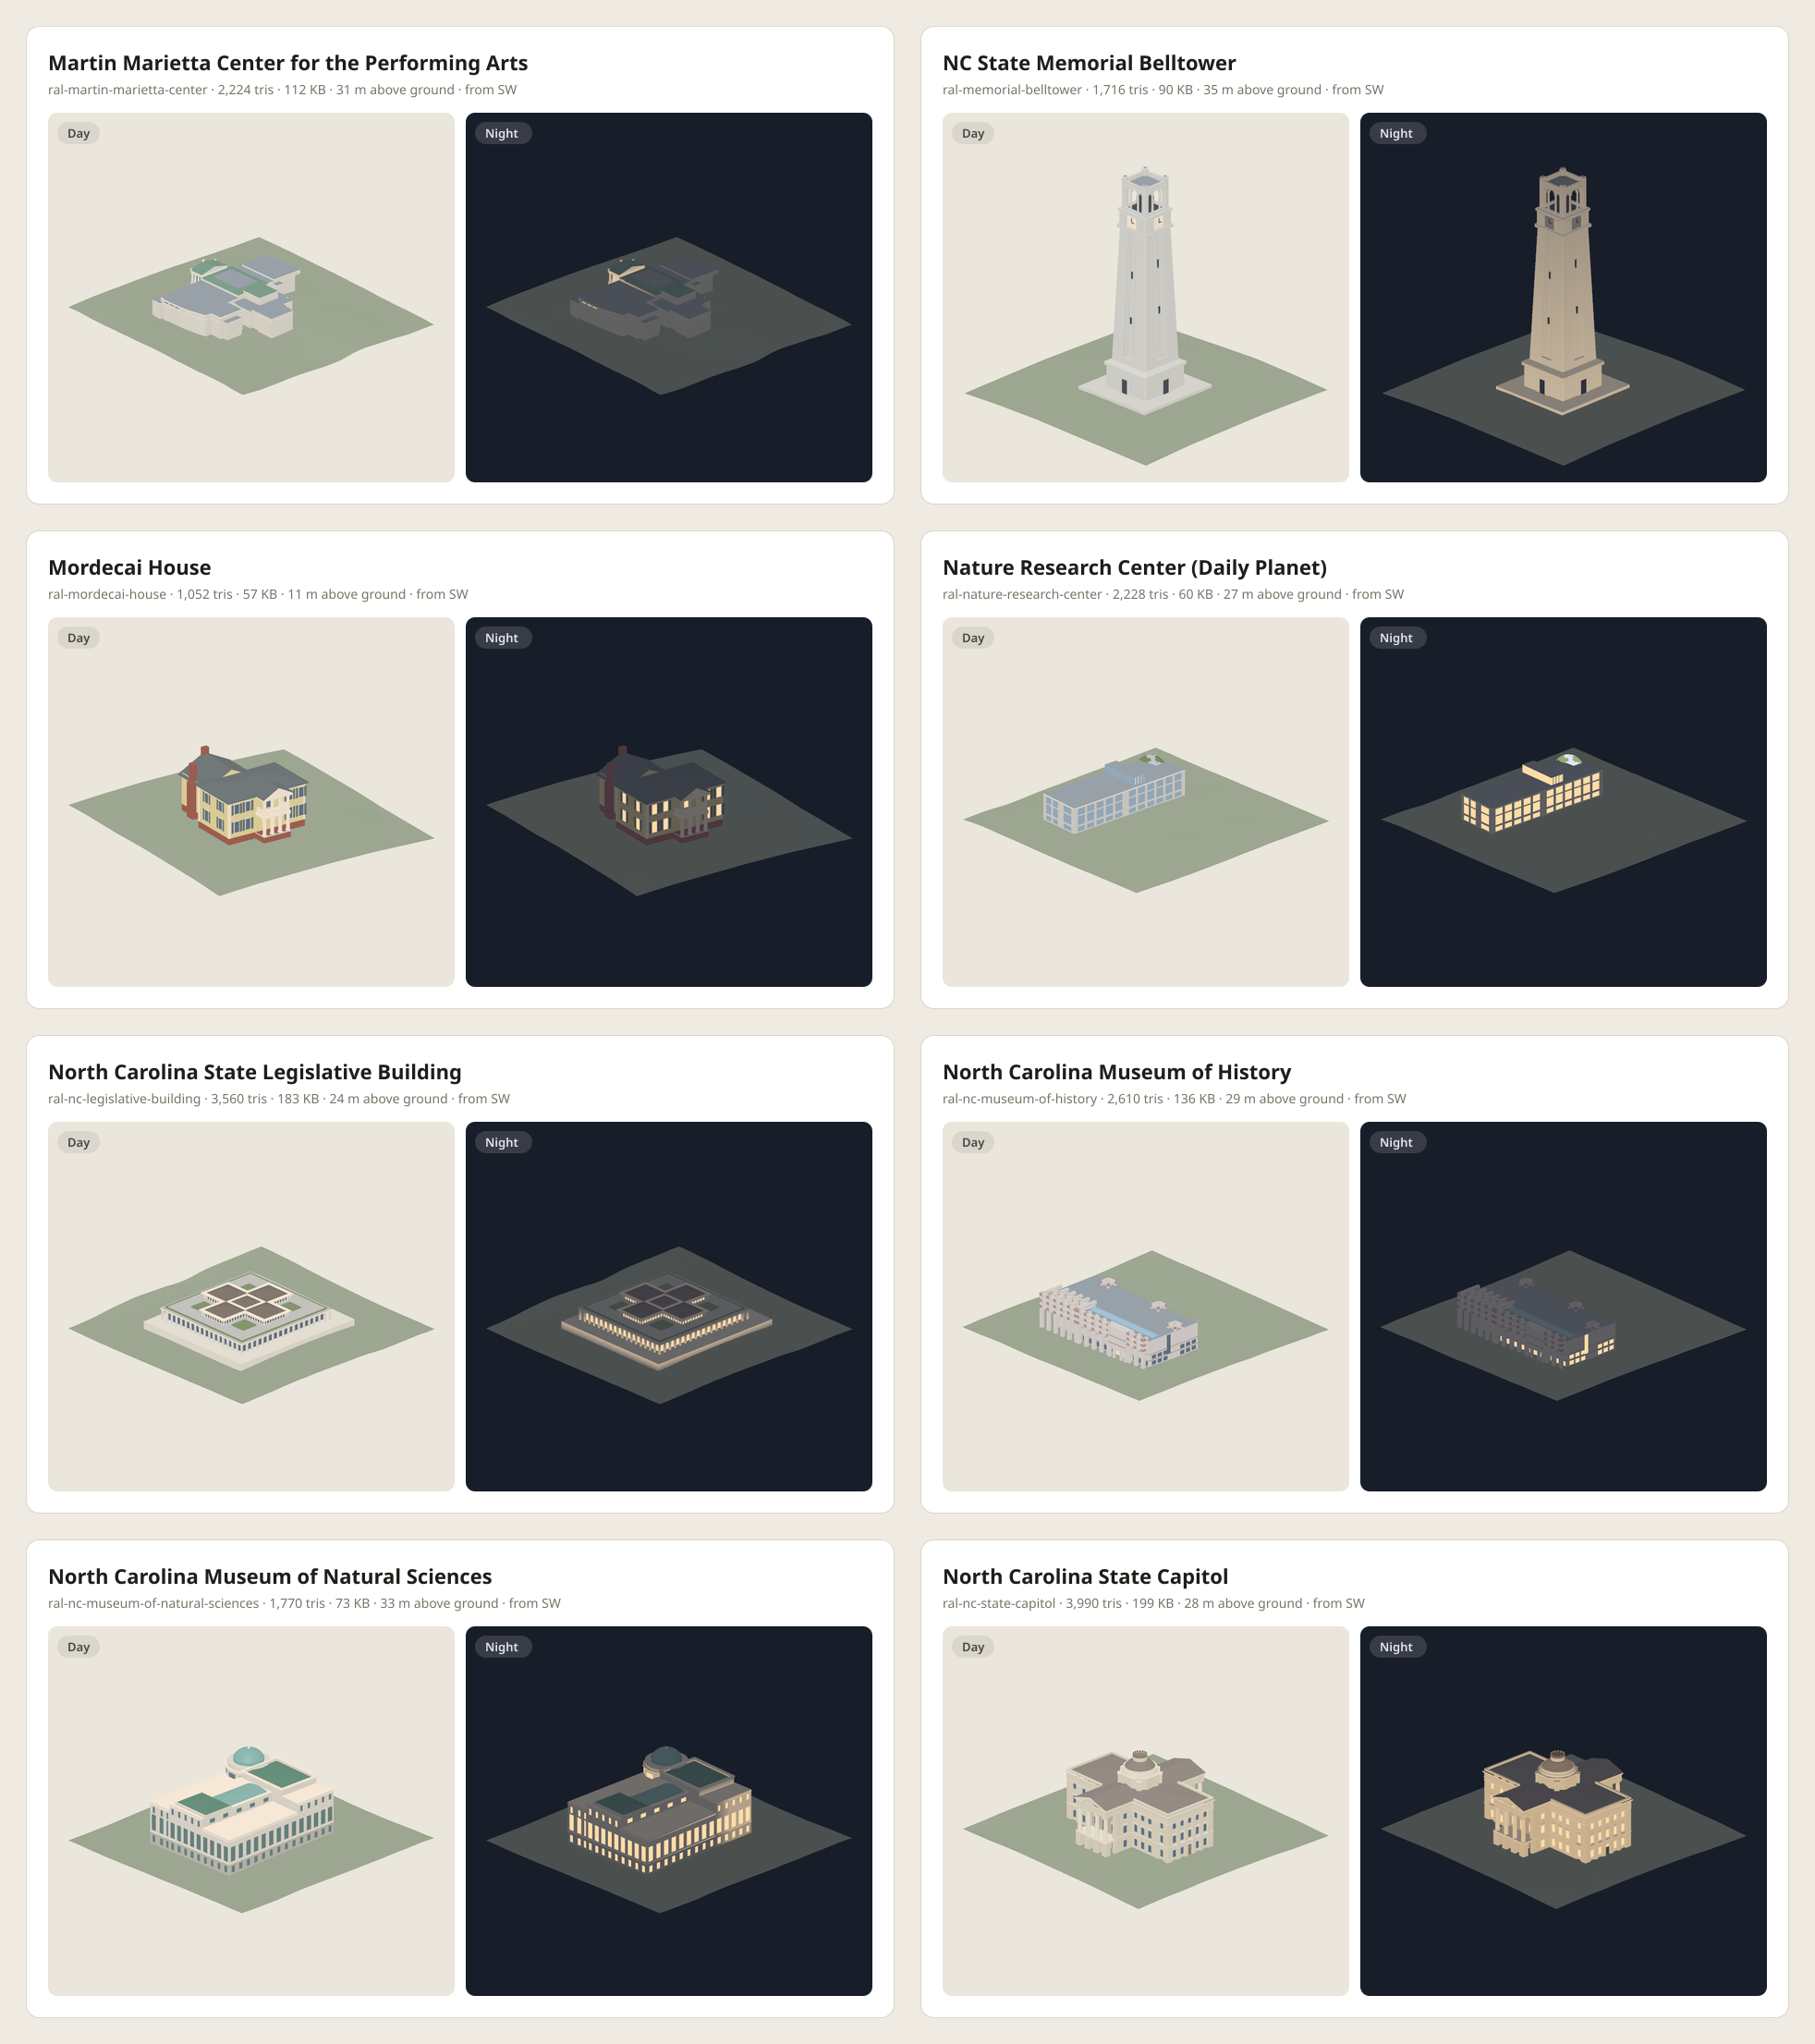 Martin Marietta Center for the Performing Arts
ral-martin-marietta-center · 2,224 tris · 112 KB · 31 m above ground · from SW
Day
Night
NC State Memorial Belltower
ral-memorial-belltower · 1,716 tris · 90 KB · 35 m above ground · from SW
Day
Night
Mordecai House
ral-mordecai-house · 1,052 tris · 57 KB · 11 m above ground · from SW
Day
Night
Nature Research Center (Daily Planet)
ral-nature-research-center · 2,228 tris · 60 KB · 27 m above ground · from SW
Day
Night
North Carolina State Legislative Building
ral-nc-legislative-building · 3,560 tris · 183 KB · 24 m above ground · from SW
Day
Night
North Carolina Museum of History
ral-nc-museum-of-history · 2,610 tris · 136 KB · 29 m above ground · from SW
Day
Night
North Carolina Museum of Natural Sciences
ral-nc-museum-of-natural-sciences · 1,770 tris · 73 KB · 33 m above ground · from SW
Day
Night
North Carolina State Capitol
ral-nc-state-capitol · 3,990 tris · 199 KB · 28 m above ground · from SW
Day
Night